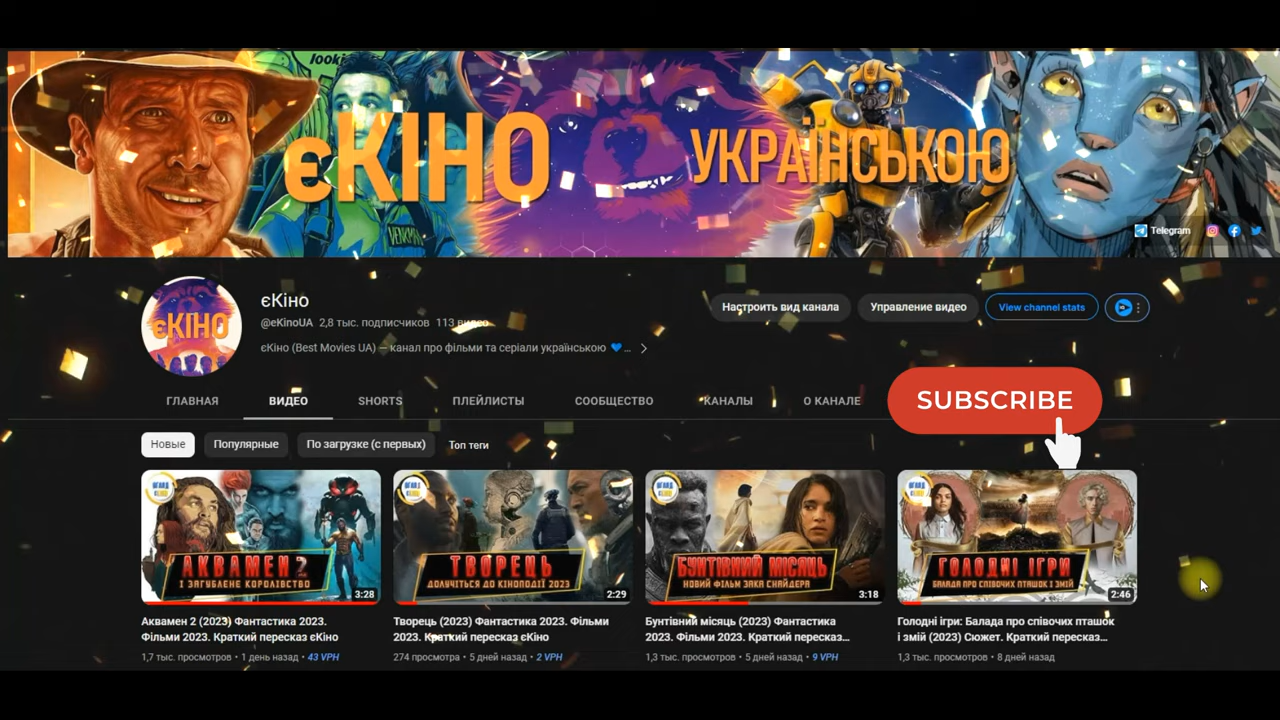 looki
єКІНО
УКРАЇНСЬКОЮ
VENKMAN
Telegram
єКІНО
єКіно
@eKinoUA 2,8 тыс. подписчиков 113 видео
єКіно (Best Movies UA) — канал про фільми та серіали українською 💙 ...
Настроить вид канала
Управление видео
View channel stats
ГЛАВНАЯ
ВИДЕО
SHORTS
ПЛЕЙЛИСТЫ
СООБЩЕСТВО
КАНАЛЫ
О КАНАЛЕ
SUBSCRIBE
Новые
Популярные
По загрузке (с первых)
Топ теги
АКВАМЕН 2
І ЗАГУБЛЕНЕ КОРОЛІВСТВО
3:28
ТВОРЕЦЬ
ДОЛУЧІТЬСЯ ДО КІНОПОДІЇ 2023
2:29
БУНТІВНИЙ МІСЯЦЬ
НОВИЙ ФІЛЬМ ЗАКА СНАЙДЕРА
3:18
ГОЛОДНІ ІГРИ
БАЛАДА ПРО СПІВОЧИХ ПТАШОК І ЗМІЙ
2:46
Аквамен 2 (2023) Фантастика 2023.
Фільми 2023. Краткий пересказ єКіно
1,7 тыс. просмотров • 1 день назад • 43 VPH
Творець (2023) Фантастика 2023. Фільми
2023. Краткий пересказ єКіно
274 просмотра • 5 дней назад • 2 VPH
Бунтівний місяць (2023) Фантастика
2023. Фільми 2023. Краткий пересказ...
1,3 тыс. просмотров • 5 дней назад • 9 VPH
Голодні ігри: Балада про співочих пташок
і змій (2023) Сюжет. Краткий пересказ...
1,3 тыс. просмотров • 8 дней назад